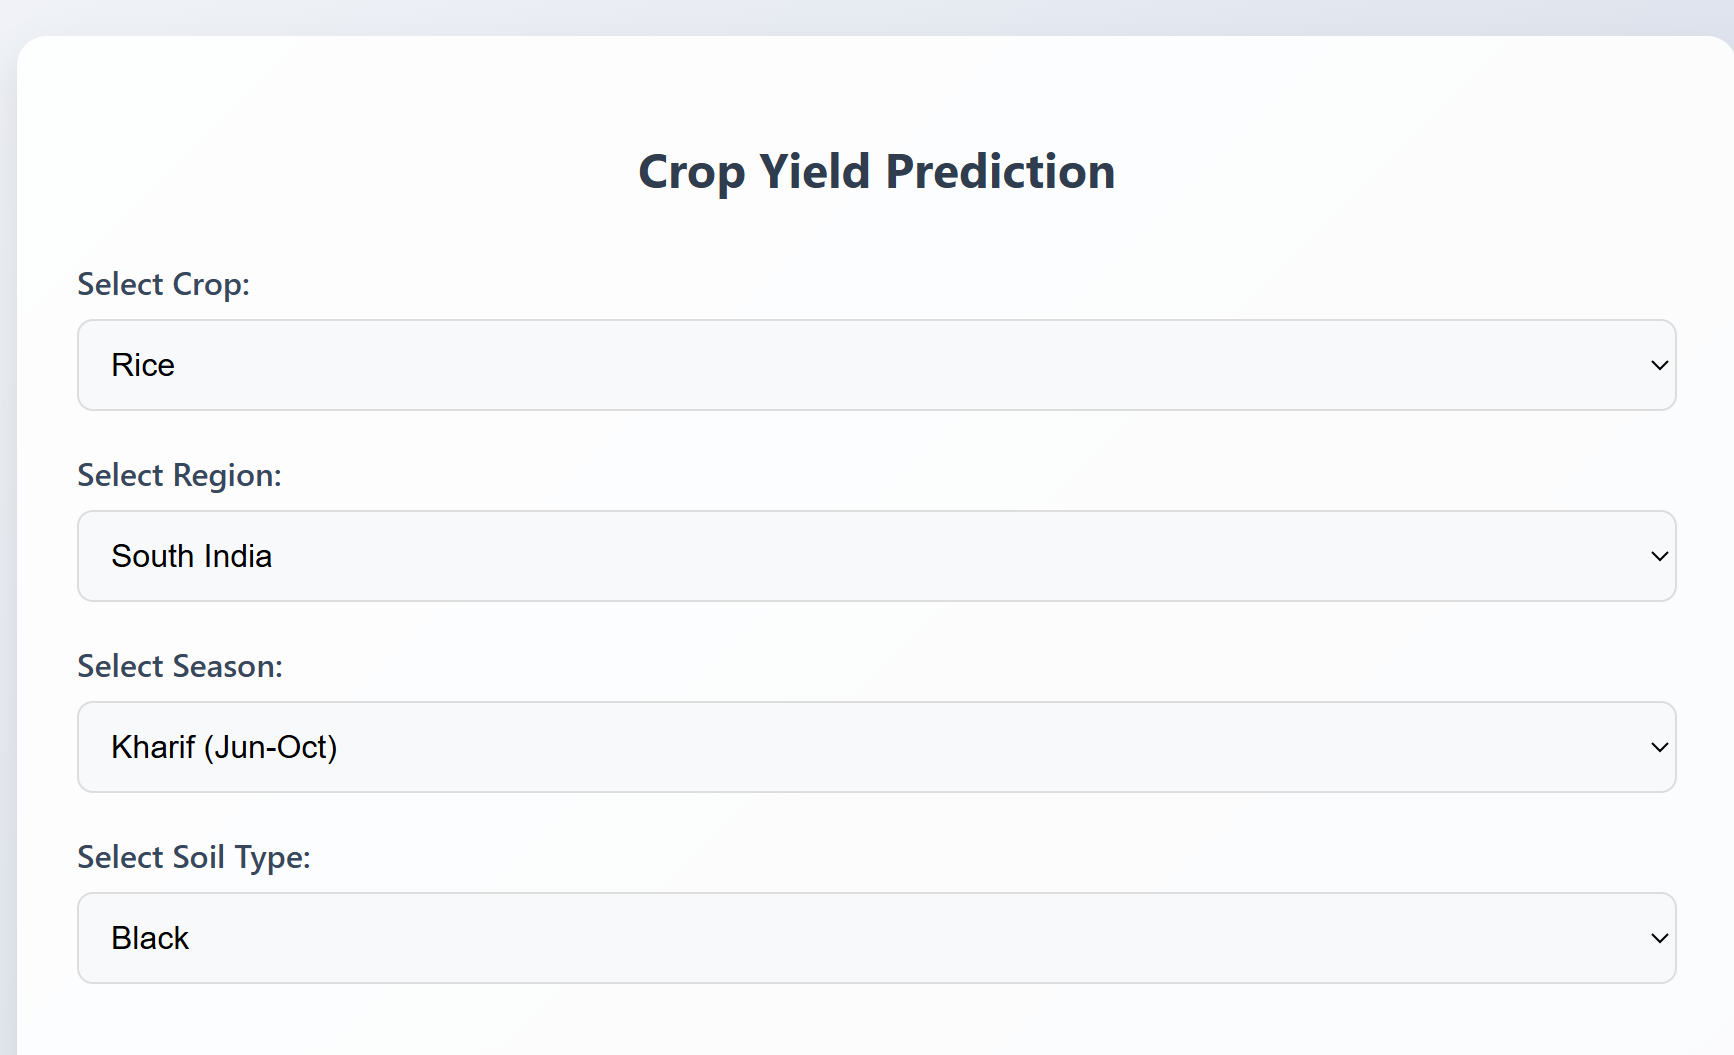 Crop Yield Prediction
Select Crop:
Rice
Select Region:
South India
Select Season:
Kharif (Jun-Oct)
Select Soil Type:
Black